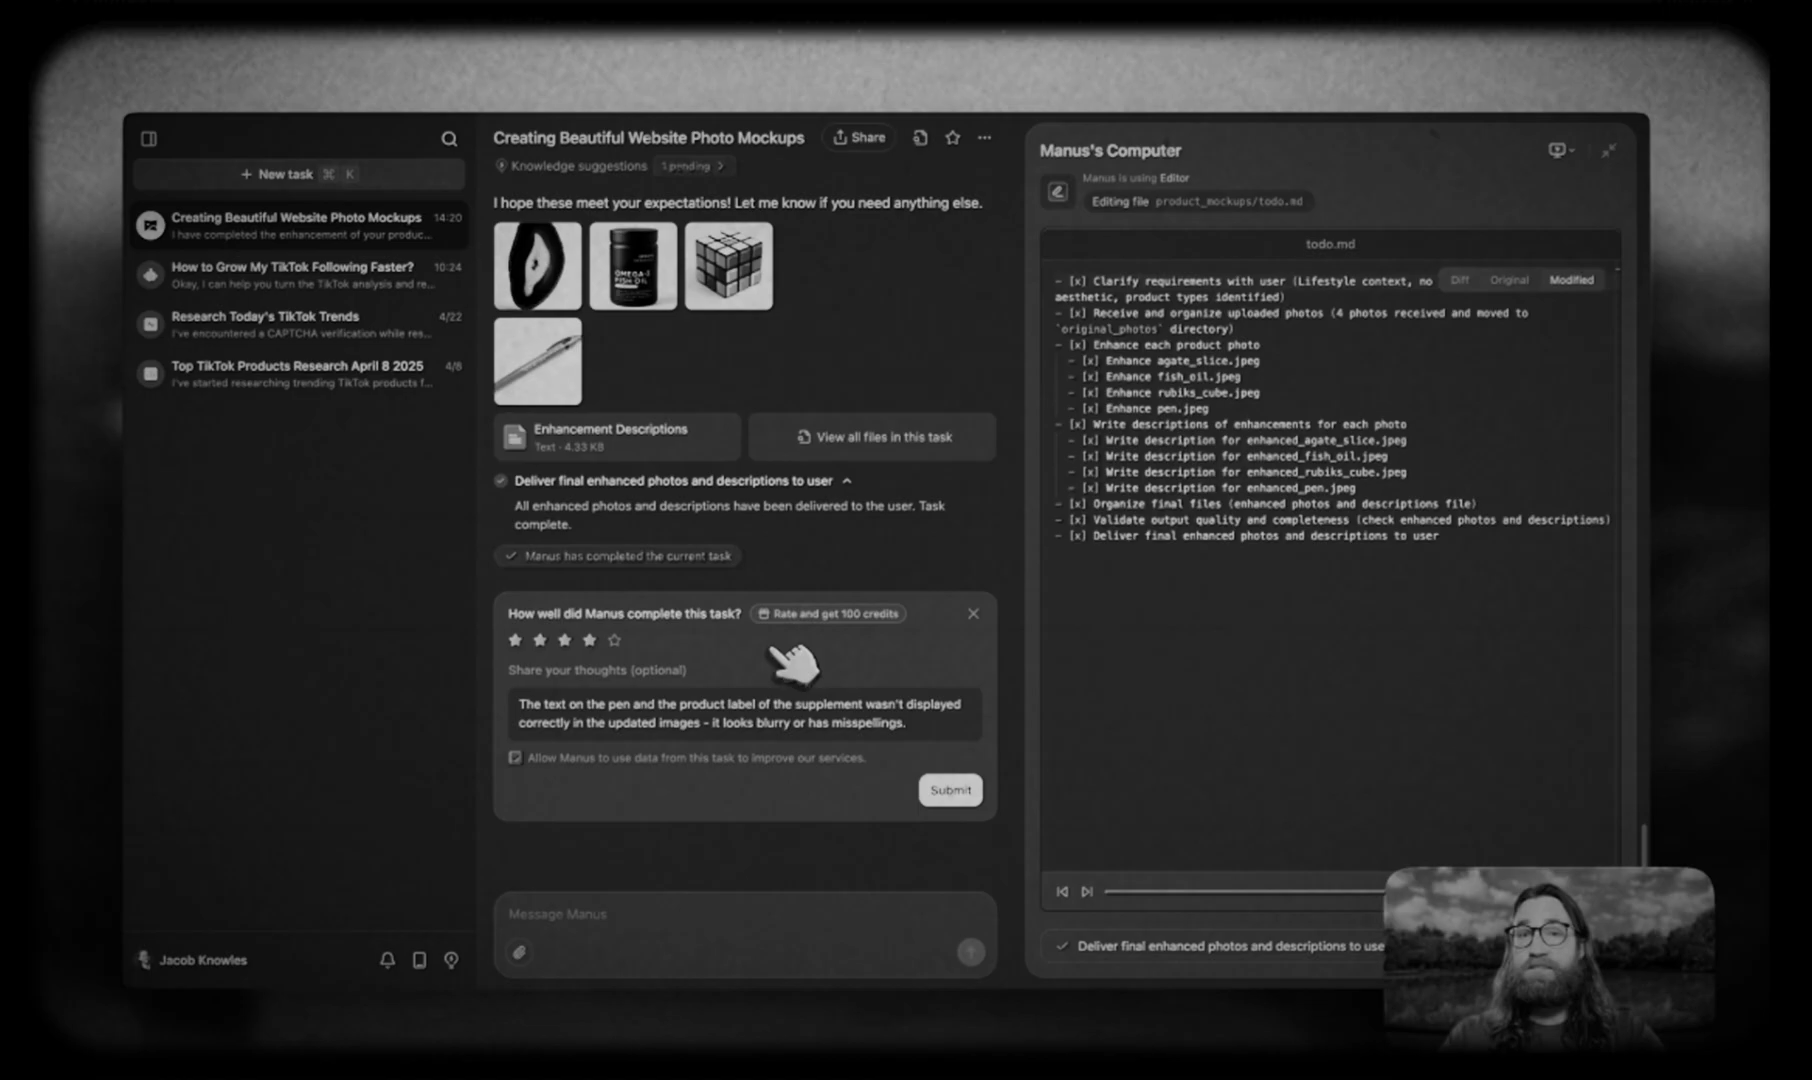 New task ⌘ K
Creating Beautiful Website Photo Mockups 14:20
I have completed the enhancement of your produc...
How to Grow My TikTok Following Faster? 10:24
Okay, I can help you turn the TikTok analysis and re...
Research Today's TikTok Trends 4/22
I've encountered a CAPTCHA verification while res...
Top TikTok Products Research April 8 2025 4/8
I've started researching trending TikTok products f...
Jacob Knowles
Creating Beautiful Website Photo Mockups
Share
Knowledge suggestions
1 pending
I hope these meet your expectations! Let me know if you need anything else.
OMEGA-3
FISH OIL
Enhancement Descriptions
Text · 4.33 KB
View all files in this task
Deliver final enhanced photos and descriptions to user
All enhanced photos and descriptions have been delivered to the user. Task
complete.
Manus has completed the current task
How well did Manus complete this task?
Rate and get 100 credits
Share your thoughts (optional)
The text on the pen and the product label of the supplement wasn't displayed
correctly in the updated images - it looks blurry or has misspellings.
Allow Manus to use data from this task to improve our services.
Submit
Message Manus
Manus's Computer
Manus is using Editor
Editing file product_mockups/todo.md
todo.md
Diff Original Modified
- [x] Clarify requirements with user (Lifestyle context, no
aesthetic, product types identified)
- [x] Receive and organize uploaded photos (4 photos received and moved to
`original_photos` directory)
- [x] Enhance each product photo
- [x] Enhance agate_slice.jpeg
- [x] Enhance fish_oil.jpeg
- [x] Enhance rubiks_cube.jpeg
- [x] Enhance pen.jpeg
- [x] Write descriptions of enhancements for each photo
- [x] Write description for enhanced_agate_slice.jpeg
- [x] Write description for enhanced_fish_oil.jpeg
- [x] Write description for enhanced_rubiks_cube.jpeg
- [x] Write description for enhanced_pen.jpeg
- [x] Organize final files (enhanced photos and descriptions file)
- [x] Validate output quality and completeness (check enhanced photos and descriptions)
- [x] Deliver final enhanced photos and descriptions to user
Deliver final enhanced photos and descriptions to use